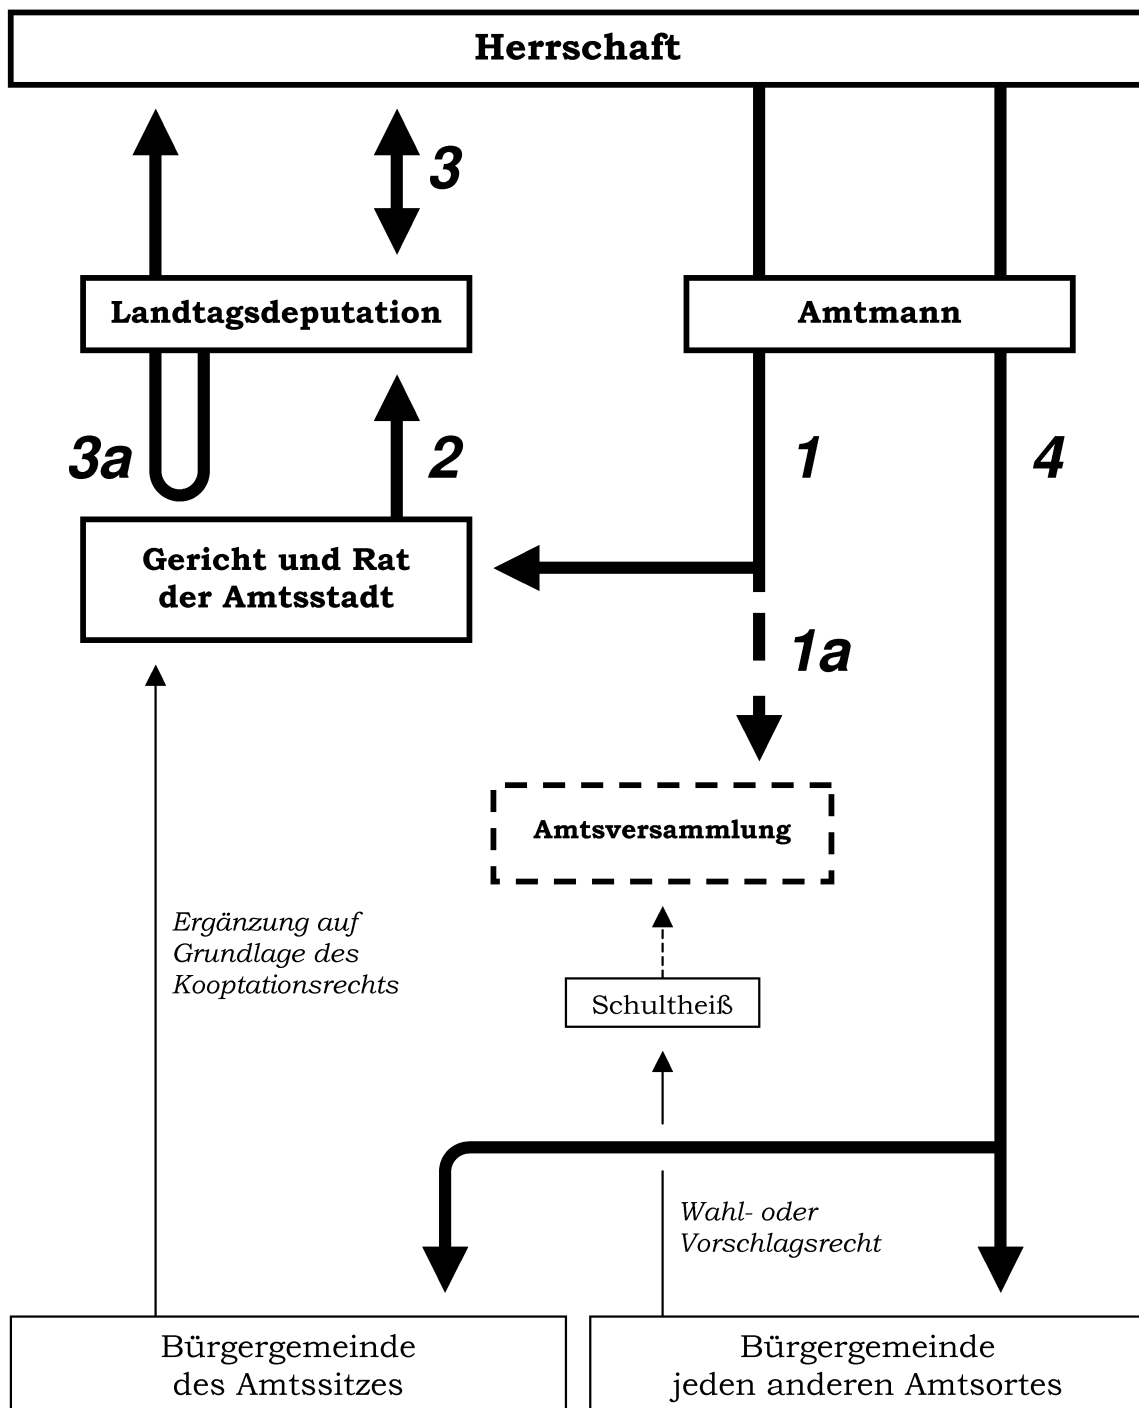 Herrschaft
3
Landtagsdeputation
Amtmann
3a
2
1
4
Gericht und Rat
der Amtsstadt
1a
Amtsversammlung
Ergänzung auf
Grundlage des
Kooptationsrechts
Schultheiß
Wahl- oder
Vorschlagsrecht
Bürgergemeinde
des Amtssitzes
Bürgergemeinde
jeden anderen Amtsortes